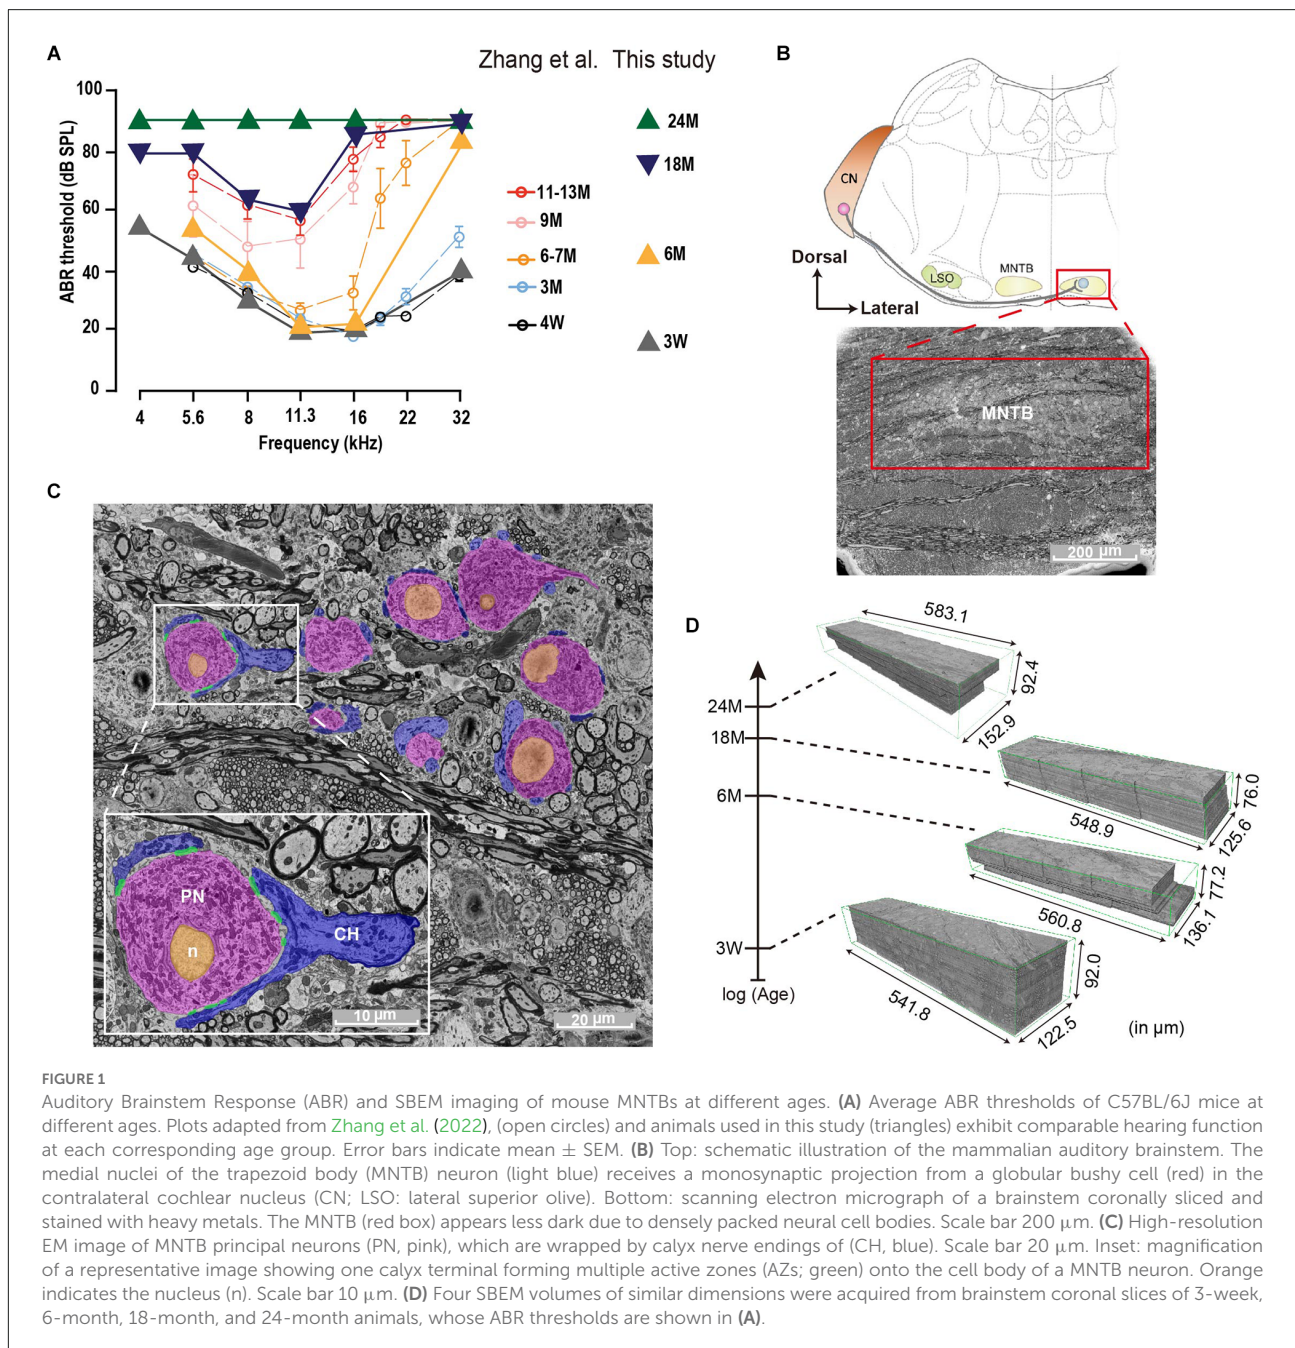 A
Zhang et al. This study
ABR threshold (dB SPL)
100
80
60
40
20
0
4 5.6 8 11.3 16 22 32
Frequency (kHz)
11-13M
9M
6-7M
3M
4W
24M
18M
6M
3W
B
CN
LSO
MNTB
Dorsal
Lateral
MNTB
200 µm
C
PN
n
CH
10 µm
20 µm
D
24M
18M
6M
3W
log (Age)
583.1
92.4
152.9
548.9
76.0
125.6
560.8
77.2
136.1
541.8
92.0
122.5
(in µm)
FIGURE 1
Auditory Brainstem Response (ABR) and SBEM imaging of mouse MNTBs at different ages. (A) Average ABR thresholds of C57BL/6J mice at
different ages. Plots adapted from Zhang et al. (2022), (open circles) and animals used in this study (triangles) exhibit comparable hearing function
at each corresponding age group. Error bars indicate mean ± SEM. (B) Top: schematic illustration of the mammalian auditory brainstem. The
medial nuclei of the trapezoid body (MNTB) neuron (light blue) receives a monosynaptic projection from a globular bushy cell (red) in the
contralateral cochlear nucleus (CN; LSO: lateral superior olive). Bottom: scanning electron micrograph of a brainstem coronally sliced and
stained with heavy metals. The MNTB (red box) appears less dark due to densely packed neural cell bodies. Scale bar 200 µm. (C) High-resolution
EM image of MNTB principal neurons (PN, pink), which are wrapped by calyx nerve endings of (CH, blue). Scale bar 20 µm. Inset: magnification
of a representative image showing one calyx terminal forming multiple active zones (AZs; green) onto the cell body of a MNTB neuron. Orange
indicates the nucleus (n). Scale bar 10 µm. (D) Four SBEM volumes of similar dimensions were acquired from brainstem coronal slices of 3-week,
6-month, 18-month, and 24-month animals, whose ABR thresholds are shown in (A).